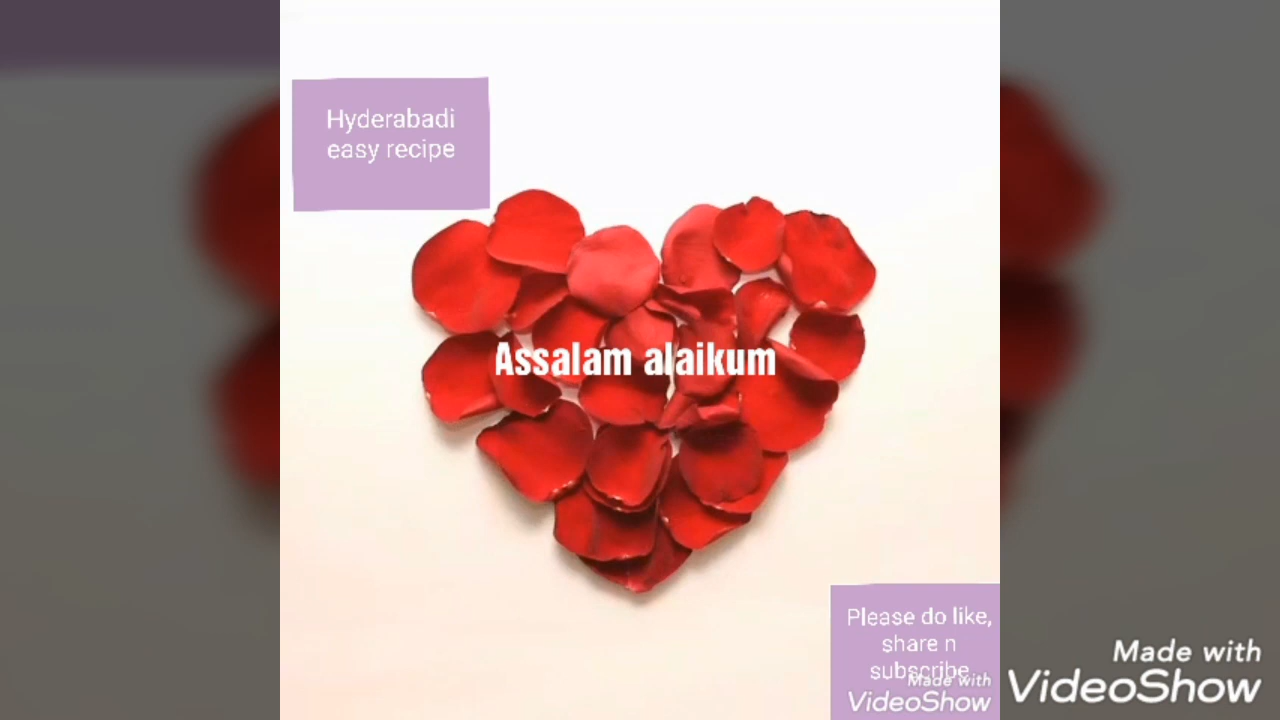 Hyderabadi
easy recipe
Assalam alaikum
Please do like,
share n
subscribe
Made with
VideoShow
Made with
VideoShow